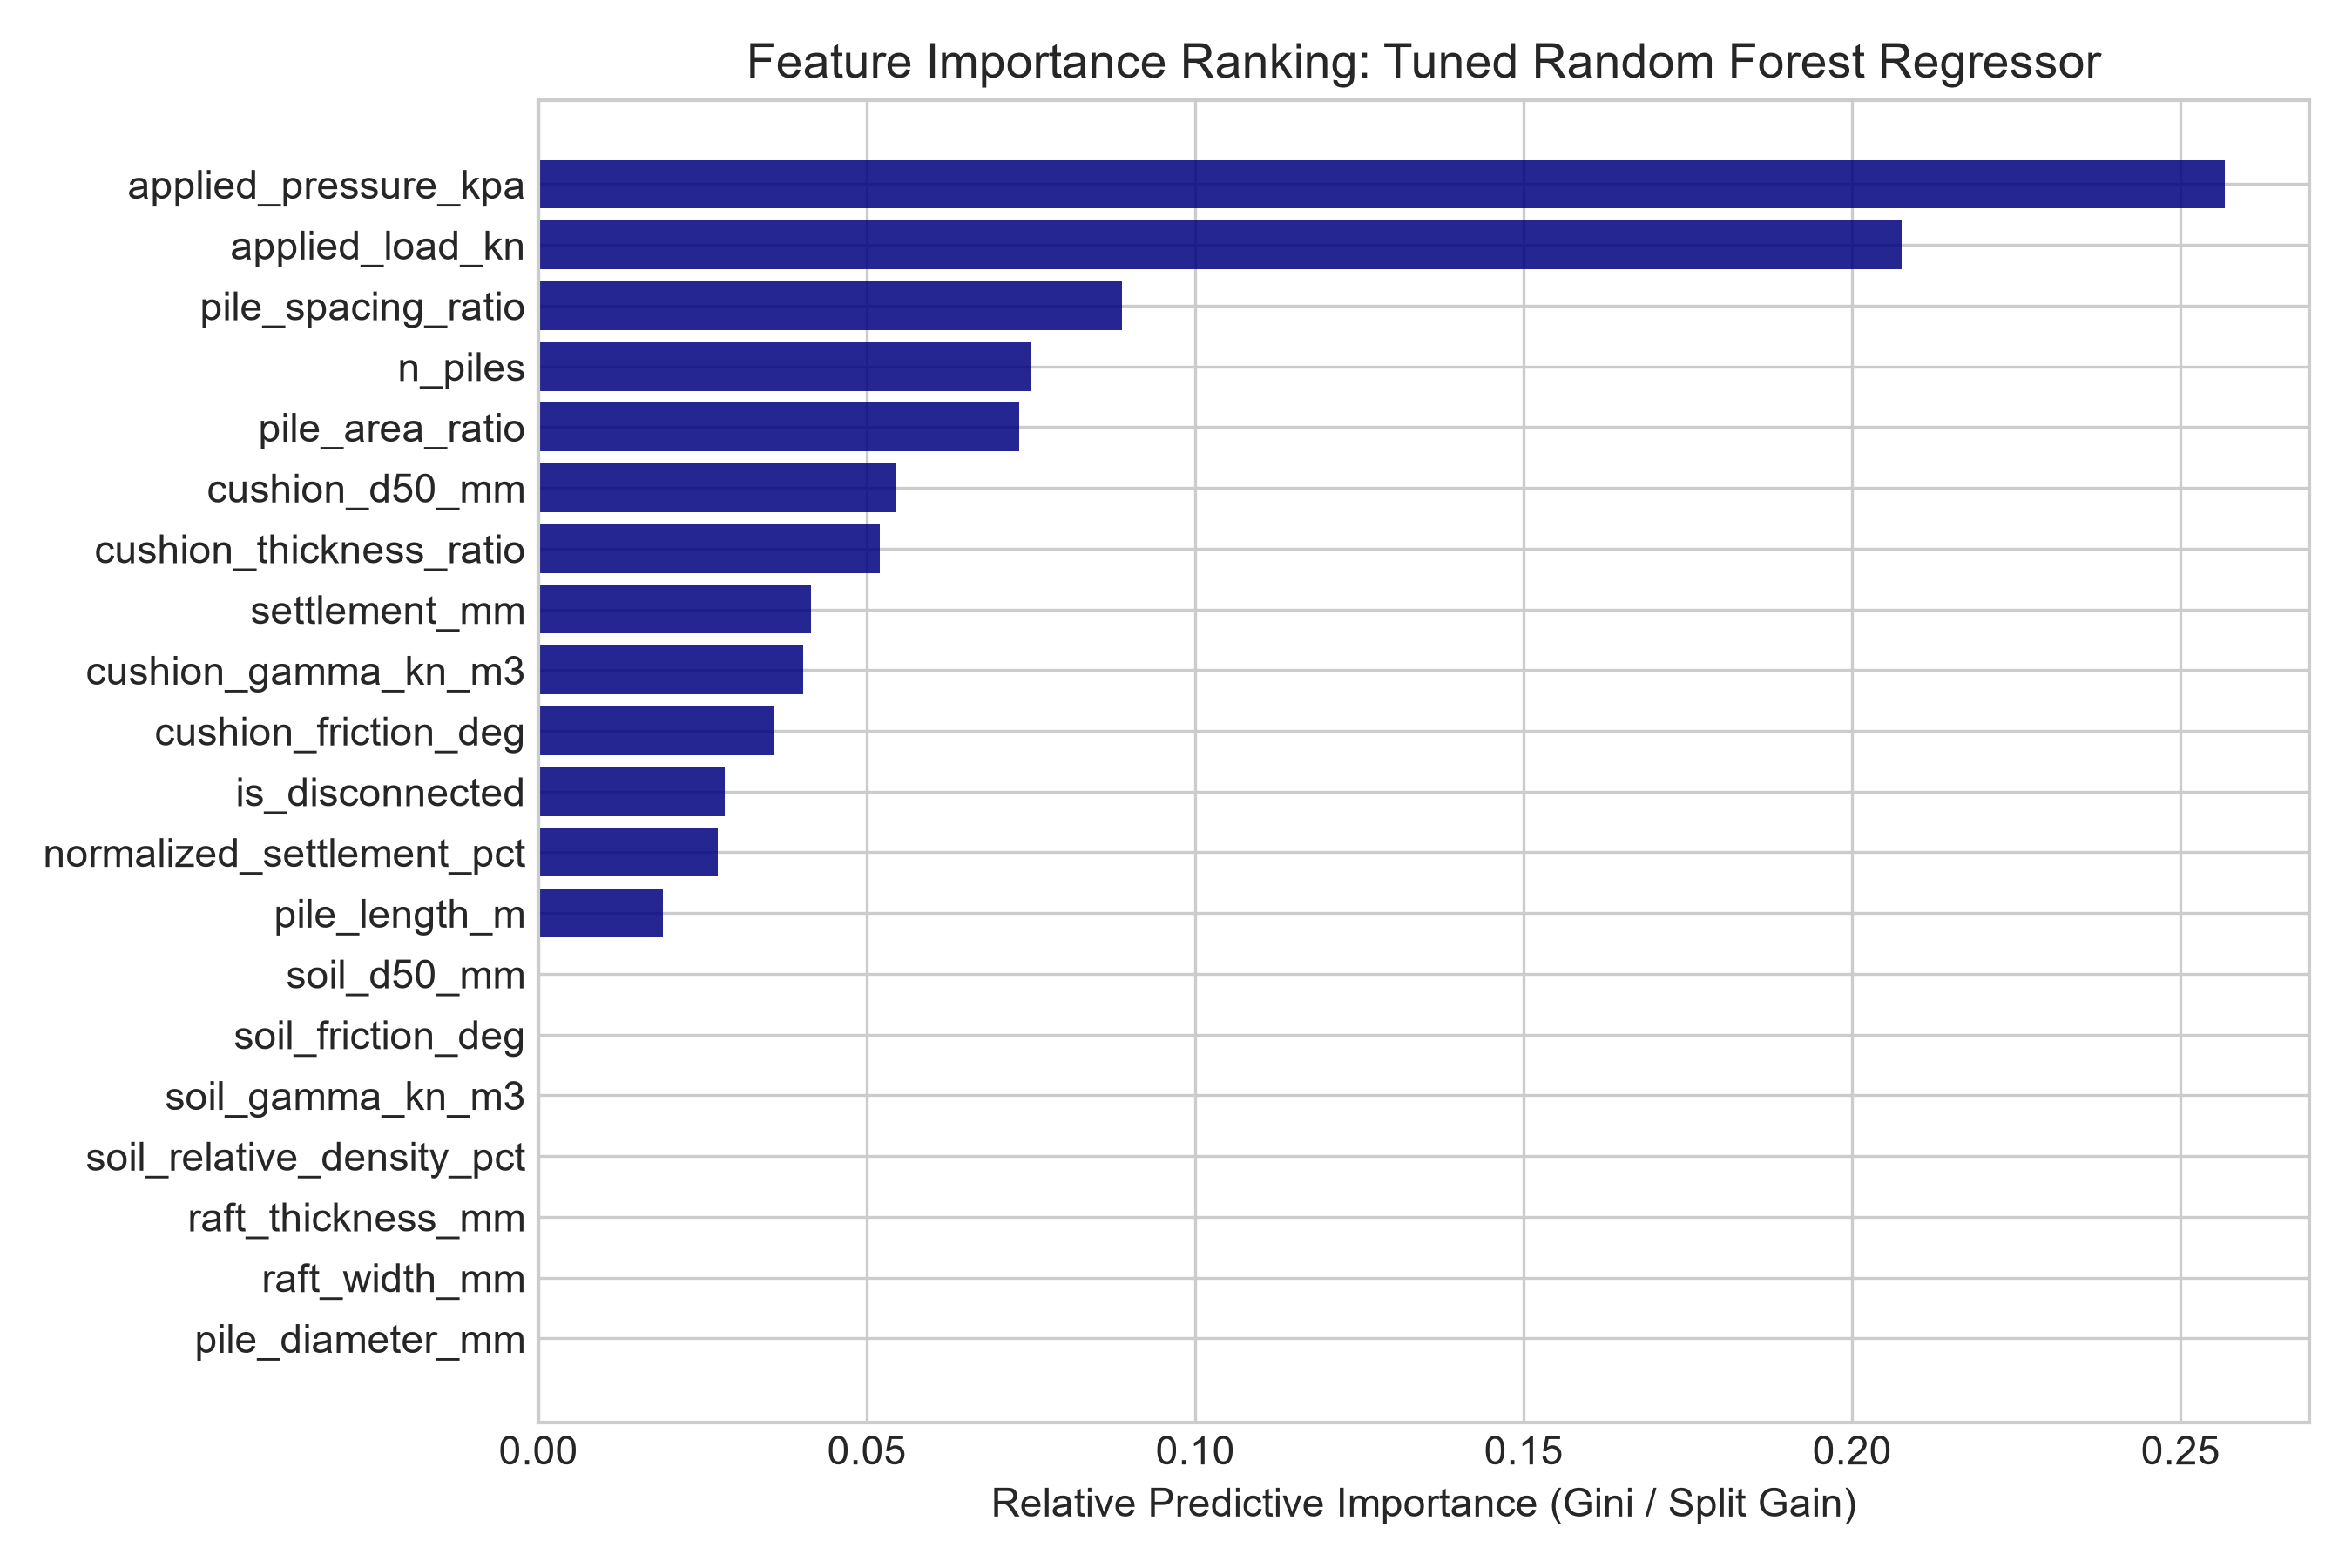 Feature Importance Ranking: Tuned Random Forest Regressor
applied_pressure_kpa
applied_load_kn
pile_spacing_ratio
n_piles
pile_area_ratio
cushion_d50_mm
cushion_thickness_ratio
settlement_mm
cushion_gamma_kn_m3
cushion_friction_deg
is_disconnected
normalized_settlement_pct
pile_length_m
soil_d50_mm
soil_friction_deg
soil_gamma_kn_m3
soil_relative_density_pct
raft_thickness_mm
raft_width_mm
pile_diameter_mm
0.00 0.05 0.10 0.15 0.20 0.25
Relative Predictive Importance (Gini / Split Gain)